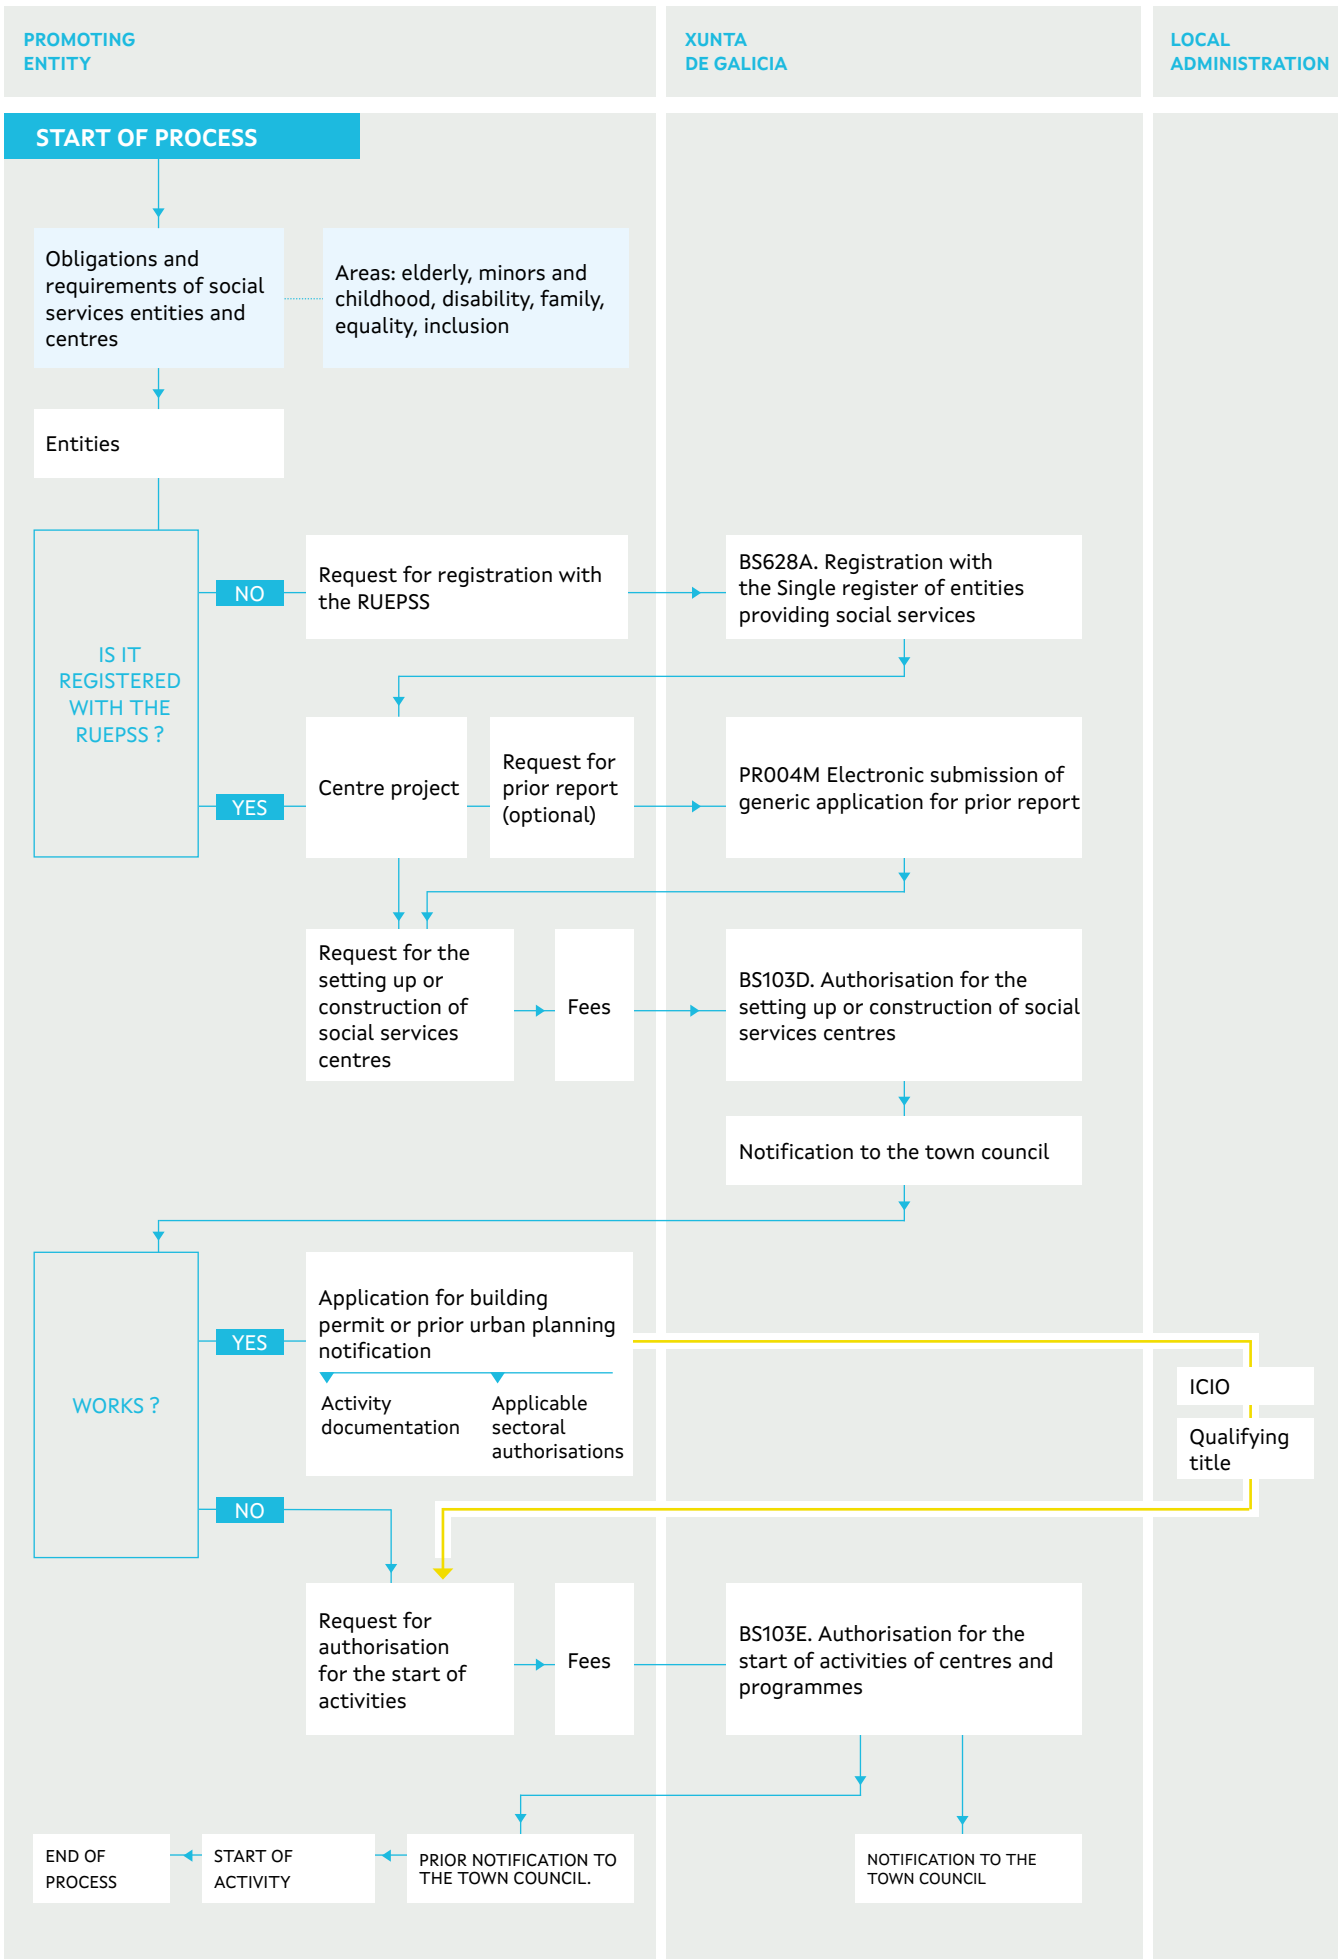 PROMOTING
ENTITY
XUNTA
DE GALICIA
LOCAL
ADMINISTRATION
START OF PROCESS
Obligations and
requirements of social
services entities and
centres
Areas: elderly, minors and
childhood, disability, family,
equality, inclusion
Entities
IS IT
REGISTERED
WITH THE
RUEPSS ?
NO
Request for registration with
the RUEPSS
BS628A. Registration with
the Single register of entities
providing social services
YES
Centre project
Request for
prior report
(optional)
PR004M Electronic submission of
generic application for prior report
Request for the
setting up or
construction of
social services
centres
Fees
BS103D. Authorisation for the
setting up or construction of social
services centres
Notification to the town council
WORKS ?
YES
Application for building
permit or prior urban planning
notification
Activity
documentation
Applicable
sectoral
authorisations
ICIO
Qualifying
title
NO
Request for
authorisation
for the start of
activities
Fees
BS103E. Authorisation for the
start of activities of centres and
programmes
END OF
PROCESS
START OF
ACTIVITY
PRIOR NOTIFICATION TO
THE TOWN COUNCIL.
NOTIFICATION TO THE
TOWN COUNCIL